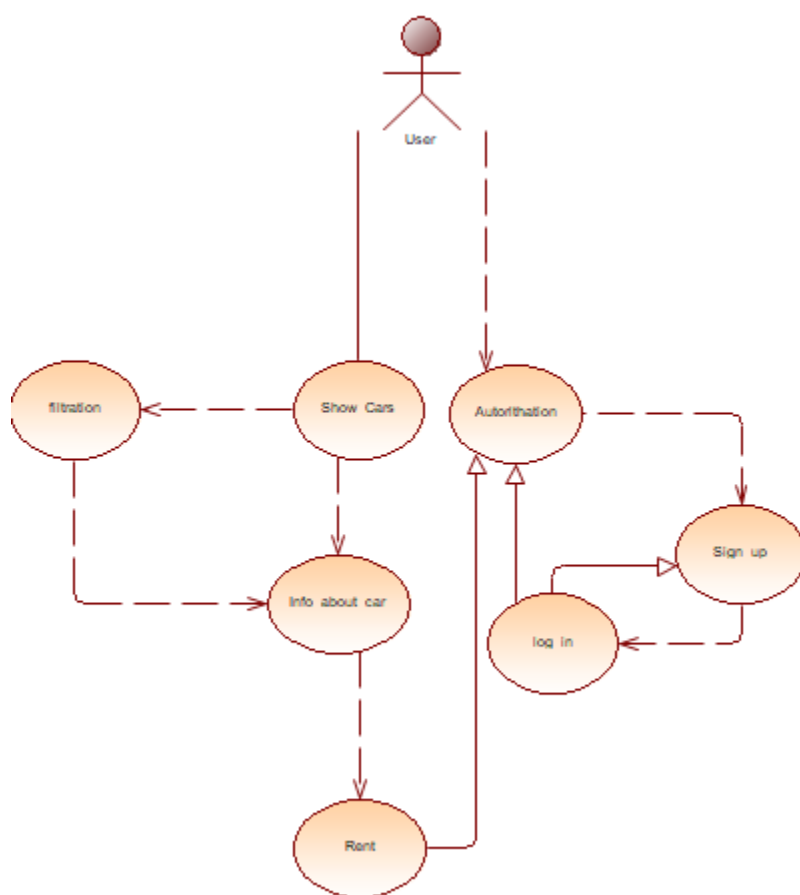 User
filtration
Show Cars
Autorithation
Sign up
Info about car
log in
Rent